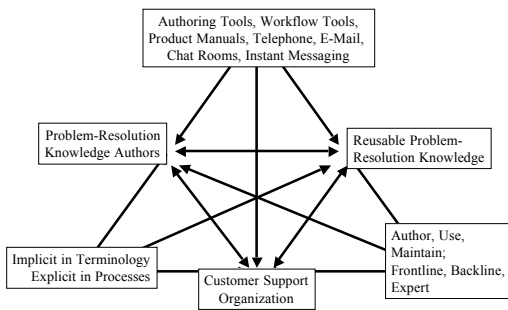 Authoring Tools, Workflow Tools,
Product Manuals, Telephone, E-Mail,
Chat Rooms, Instant Messaging
Problem-Resolution
Knowledge Authors
Reusable Problem-
Resolution Knowledge
Implicit in Terminology
Explicit in Processes
Customer Support
Organization
Author, Use,
Maintain;
Frontline, Backline,
Expert